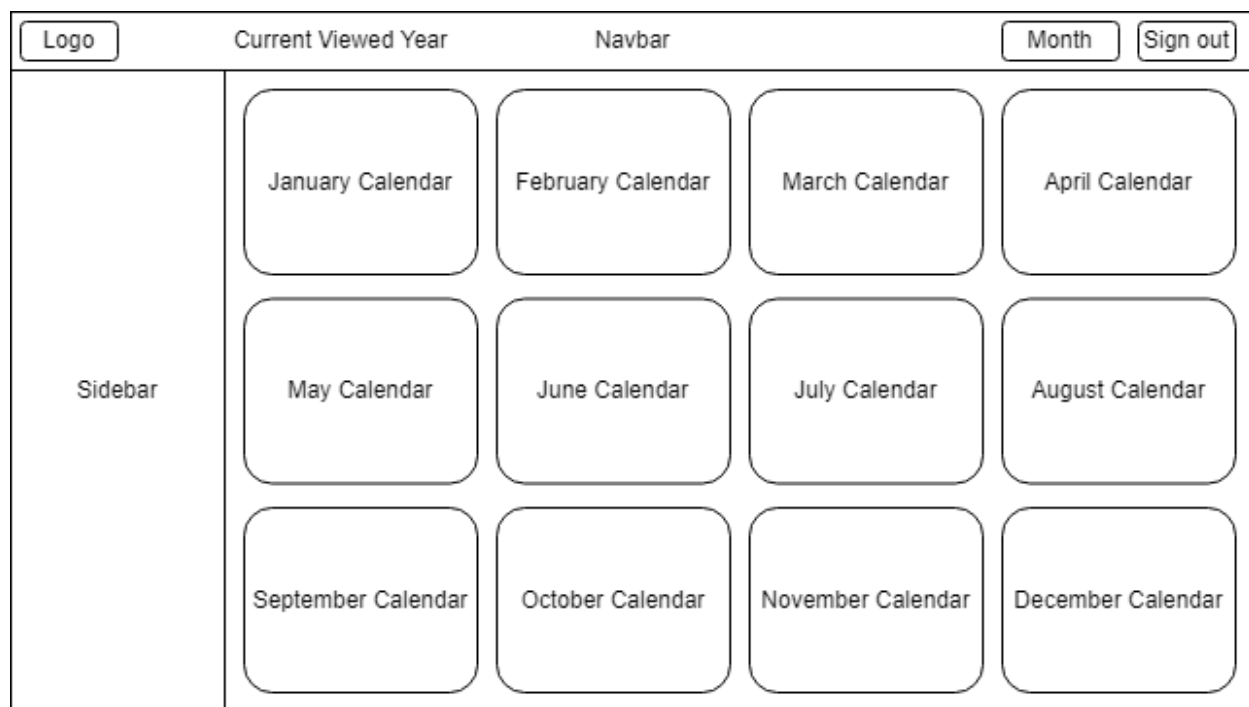 Logo
Current Viewed Year
Navbar
Month
Sign out
Sidebar
January Calendar
February Calendar
March Calendar
April Calendar
May Calendar
June Calendar
July Calendar
August Calendar
September Calendar
October Calendar
November Calendar
December Calendar